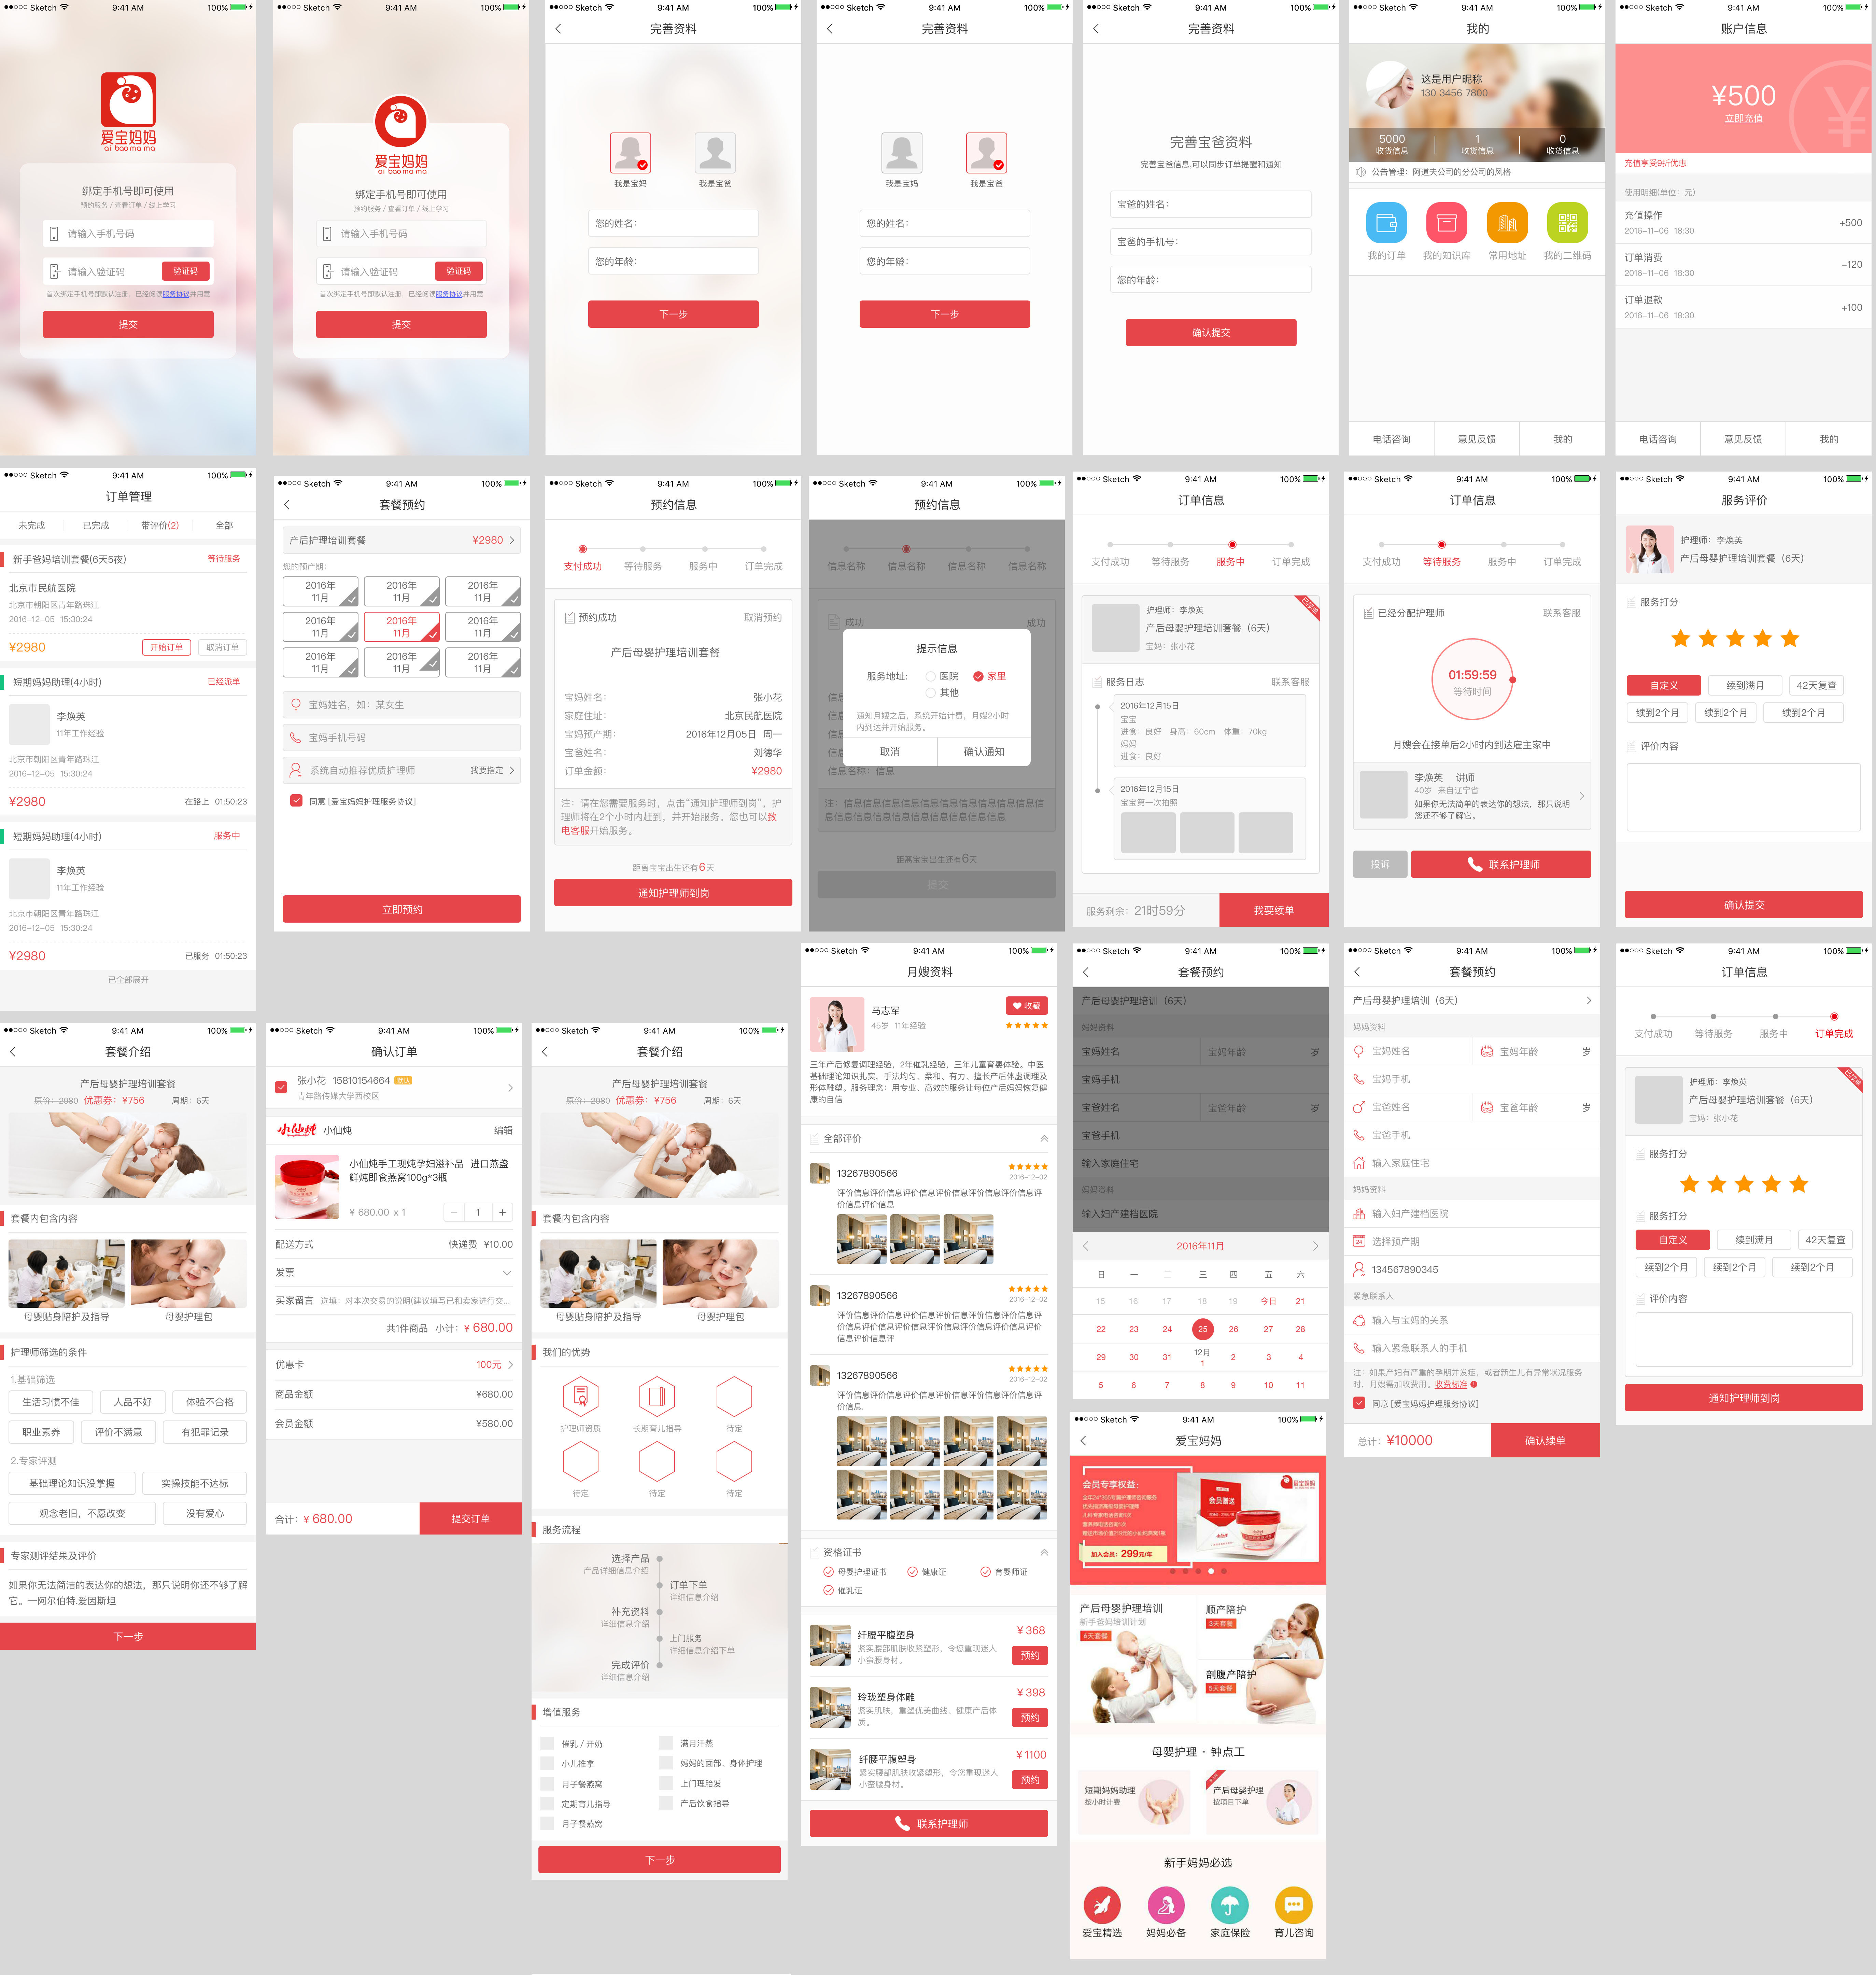 ●●○○○ Sketch 9:41 AM 100%
爱宝妈妈
ai bao ma ma
绑定手机号即可使用
预约服务 / 查看订单 / 线上学习
请输入手机号码
请输入验证码 验证码
首次绑定手机号即默认注册，已经阅读服务协议并用意
提交
●●○○○ Sketch 9:41 AM 100%
爱宝妈妈
ai bao ma ma
绑定手机号即可使用
预约服务 / 查看订单 / 线上学习
请输入手机号码
请输入验证码 验证码
首次绑定手机号即默认注册，已经阅读服务协议并用意
提交
●●○○○ Sketch 9:41 AM 100%
完善资料
我是宝妈 我是宝爸
您的姓名：
您的年龄：
下一步
●●○○○ Sketch 9:41 AM 100%
完善资料
我是宝妈 我是宝爸
您的姓名：
您的年龄：
下一步
●●○○○ Sketch 9:41 AM 100%
完善资料
完善宝爸资料
完善宝爸信息,可以同步订单提醒和通知
宝爸的姓名：
宝爸的手机号：
您的年龄：
确认提交
●●○○○ Sketch 9:41 AM 100%
我的
这是用户昵称
130 3456 7800
5000 1 0
收货信息 收货信息 收货信息
公告管理：阿道夫公司的分公司的风格
我的订单 我的知识库 常用地址 我的二维码
电话咨询 意见反馈 我的
●●○○○ Sketch 9:41 AM 100%
账户信息
¥500
立即充值
充值享受9折优惠
使用明细(单位：元)
充值操作 +500
2016-11-06 18:30
订单消费 -120
2016-11-06 18:30
订单退款 +100
2016-11-06 18:30
电话咨询 意见反馈 我的
●●○○○ Sketch 9:41 AM 100%
订单管理
未完成 已完成 带评价(2) 全部
新手爸妈培训套餐(6天5夜) 等待服务
北京市民航医院
北京市朝阳区青年路珠江
2016-12-05 15:30:24
¥2980 开始订单 取消订单
短期妈妈助理(4小时) 已经派单
李焕英
11年工作经验
北京市朝阳区青年路珠江
2016-12-05 15:30:24
¥2980 在路上 01:50:23
短期妈妈助理(4小时) 服务中
李焕英
11年工作经验
北京市朝阳区青年路珠江
2016-12-05 15:30:24
¥2980 已服务 01:50:23
已全部展开
●●○○○ Sketch 9:41 AM 100%
套餐预约
产后护理培训套餐 ¥2980
您的预产期:
2016年 2016年 2016年
11月 11月 11月
2016年 2016年 2016年
11月 11月 11月
2016年 2016年 2016年
11月 11月 11月
宝妈姓名，如：某女生
宝妈手机号码
系统自动推荐优质护理师 我要指定
同意 [爱宝妈妈护理服务协议]
立即预约
●●○○○ Sketch 9:41 AM 100%
预约信息
支付成功 等待服务 服务中 订单完成
预约成功 取消预约
产后母婴护理培训套餐
宝妈姓名： 张小花
家庭住址： 北京民航医院
宝妈预产期： 2016年12月05日 周一
宝爸姓名： 刘德华
订单金额： ¥2980
注：请在您需要服务时，点击“通知护理师到岗”，护
理师将在2个小时内赶到，并开始服务。您也可以致
电客服开始服务。
距离宝宝出生还有6天
通知护理师到岗
●●○○○ Sketch 9:41 AM 100%
预约信息
信息名称 信息名称 信息名称 信息名称
成功 成功
提示信息
服务地址： 医院 家里
其他
通知月嫂之后，系统开始计费，月嫂2小时
内到达并开始服务。
取消 确认通知
信息名称：信息
注：信息信息信息信息信息信息信息信息信息信息信
息信息信息信息信息信息信息信息信息信息
距离宝宝出生还有6天
提交
●●○○○ Sketch 9:41 AM 100%
订单信息
支付成功 等待服务 服务中 订单完成
护理师：李焕英
产后母婴护理培训套餐（6天）
宝妈：张小花
服务日志 联系客服
2016年12月15日
宝宝
进食：良好 身高：60cm 体重：70kg
妈妈
进食：良好
2016年12月15日
宝宝第一次拍照
服务剩余：21时59分 我要续单
●●○○○ Sketch 9:41 AM 100%
订单信息
支付成功 等待服务 服务中 订单完成
已经分配护理师 联系客服
01:59:59
等待时间
月嫂会在接单后2小时内到达雇主家中
李焕英 讲师
40岁 来自辽宁省
如果你无法简单的表达你的想法，那只说明
您还不够了解它。
投诉 联系护理师
●●○○○ Sketch 9:41 AM 100%
服务评价
护理师：李焕英
产后母婴护理培训套餐（6天）
服务打分
自定义 续到满月 42天复查
续到2个月 续到2个月 续到2个月
评价内容
确认提交
●●○○○ Sketch 9:41 AM 100%
套餐介绍
产后母婴护理培训套餐
原价：2980 优惠券：¥756 周期：6天
套餐内包含内容
母婴贴身陪护及指导 母婴护理包
护理师筛选的条件
1.基础筛选
生活习惯不佳 人品不好 体验不合格
职业素养 评价不满意 有犯罪记录
2.专家评测
基础理论知识没掌握 实操技能不达标
观念老旧，不愿改变 没有爱心
专家测评结果及评价
如果你无法简洁的表达你的想法，那只说明你还不够了解
它。—阿尔伯特.爱因斯坦
下一步
●●○○○ Sketch 9:41 AM 100%
确认订单
张小花 15810154664 默认
青年路传媒大学西校区
小仙炖 小仙炖 编辑
小仙炖手工现炖孕妇滋补品 进口燕盏
鲜炖即食燕窝100g*3瓶
¥ 680.00 x 1 － 1 ＋
配送方式 快递费 ¥10.00
发票
买家留言 选填：对本次交易的说明(建议填写已和卖家进行交...
共1件商品 小计：¥ 680.00
优惠卡 100元
商品金额 ¥680.00
会员金额 ¥580.00
合计：¥ 680.00 提交订单
●●○○○ Sketch 9:41 AM 100%
套餐介绍
产后母婴护理培训套餐
原价：2980 优惠券：¥756 周期：6天
套餐内包含内容
母婴贴身陪护及指导 母婴护理包
我们的优势
护理师资质 长期育儿指导 待定
待定 待定 待定
服务流程
选择产品
产品详细信息介绍
订单下单
详细信息介绍
补充资料
详细信息介绍
上门服务
详细信息介绍下单
完成评价
详细信息介绍
增值服务
催乳 / 开奶 满月汗蒸
小儿推拿 妈妈的面部、身体护理
月子餐燕窝 上门理胎发
定期育儿指导 产后饮食指导
月子餐燕窝
下一步
●●○○○ Sketch 9:41 AM 100%
月嫂资料
马志军 收藏
45岁 11年经验
三年产后修复调理经验，2年催乳经验，三年儿童育婴体验。中医
基础理论知识扎实，手法均匀、柔和、有力、擅长产后体虚调理及
形体雕塑。服务理念：用专业、高效的服务让每位产后妈妈恢复健
康的自信
全部评价
13267890566
2016-12-02
评价信息评价信息评价信息评价信息评价信息评价信息评
价信息评价信息
13267890566
2016-12-02
评价信息评价信息评价信息评价信息评价信息评价信息评
价信息评价信息评价信息评价信息评价信息评价信息评价
信息评价信息评
13267890566
2016-12-02
评价信息评价信息评价信息评价信息评价信息评价信息评
价信息.
资格证书
母婴护理证书 健康证 育婴师证
催乳证
纤腰平腹塑身 ¥368
紧实腰部肌肤收紧塑形，令您重现迷人
小蛮腰身材。 预约
玲珑塑身体雕 ¥398
紧实肌肤，重塑优美曲线、健康产后体
质。 预约
纤腰平腹塑身 ¥1100
紧实腰部肌肤收紧塑形，令您重现迷人
小蛮腰身材。 预约
联系护理师
●●○○○ Sketch 9:41 AM 100%
套餐预约
产后母婴护理培训（6天）
妈妈资料
宝妈姓名 宝妈年龄 岁
宝妈手机
宝爸姓名 宝爸年龄 岁
宝爸手机
输入家庭住宅
妈妈资料
输入妇产建档医院
2016年11月
日 一 二 三 四 五 六
15 16 17 18 19 今日 21
22 23 24 25 26 27 28
29 30 31 12月 1 2 3 4
5 6 7 8 9 10 11
●●○○○ Sketch 9:41 AM 100%
爱宝妈妈
爱宝妈妈
会员专享权益：
会员赠送
加入会员：299元/年
产后母婴护理培训
新手爸妈培训计划
6天套餐
顺产陪护
3天套餐
剖腹产陪护
5天套餐
母婴护理 · 钟点工
短期妈妈助理
按小时计费
产后母婴护理
按项目下单
新手妈妈必选
爱宝精选 妈妈必备 家庭保险 育儿咨询
●●○○○ Sketch 9:41 AM 100%
套餐预约
产后母婴护理培训（6天）
妈妈资料
宝妈姓名 宝妈年龄 岁
宝妈手机
宝爸姓名 宝爸年龄 岁
宝爸手机
输入家庭住宅
妈妈资料
输入妇产建档医院
选择预产期
134567890345
紧急联系人
输入与宝妈的关系
输入紧急联系人的手机
注：如果产妇有严重的孕期并发症，或者新生儿有异常状况服务
时，月嫂需加收费用。收费标准
同意 [爱宝妈妈护理服务协议]
总计：¥10000 确认续单
●●○○○ Sketch 9:41 AM 100%
订单信息
支付成功 等待服务 服务中 订单完成
护理师：李焕英
产后母婴护理培训套餐（6天）
宝妈：张小花
服务打分
服务打分
自定义 续到满月 42天复查
续到2个月 续到2个月 续到2个月
评价内容
通知护理师到岗